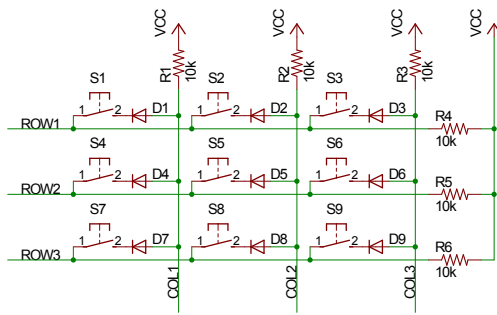 VCC VCC VCC VCC
R1 10k R2 10k R3 10k
S1 S2 S3
1 2 D1 1 2 D2 1 2 D3 R4
ROW1 10k
S4 S5 S6
1 2 D4 1 2 D5 1 2 D6 R5
ROW2 10k
S7 S8 S9
1 2 D7 1 2 D8 1 2 D9 R6
ROW3 10k
COL1 COL2 COL3